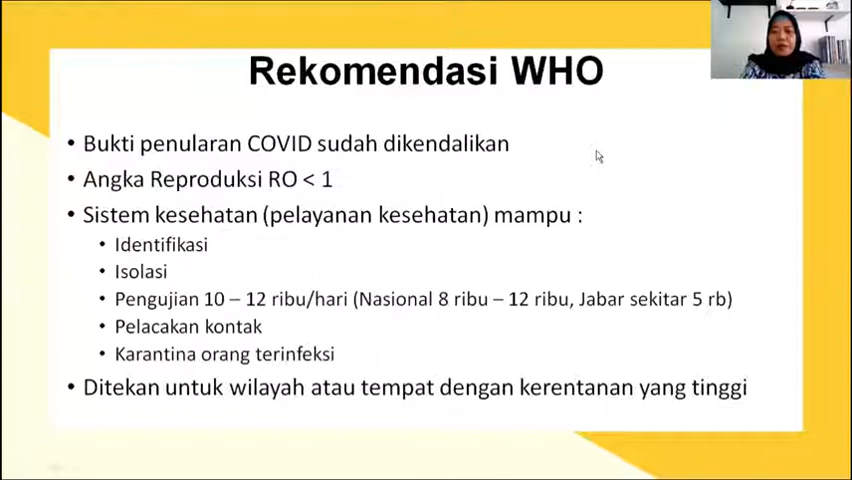 Rekomendasi WHO
• Bukti penularan COVID sudah dikendalikan
• Angka Reproduksi RO < 1
• Sistem kesehatan (pelayanan kesehatan) mampu :
• Identifikasi
• Isolasi
• Pengujian 10 – 12 ribu/hari (Nasional 8 ribu – 12 ribu, Jabar sekitar 5 rb)
• Pelacakan kontak
• Karantina orang terinfeksi
• Ditekan untuk wilayah atau tempat dengan kerentanan yang tinggi